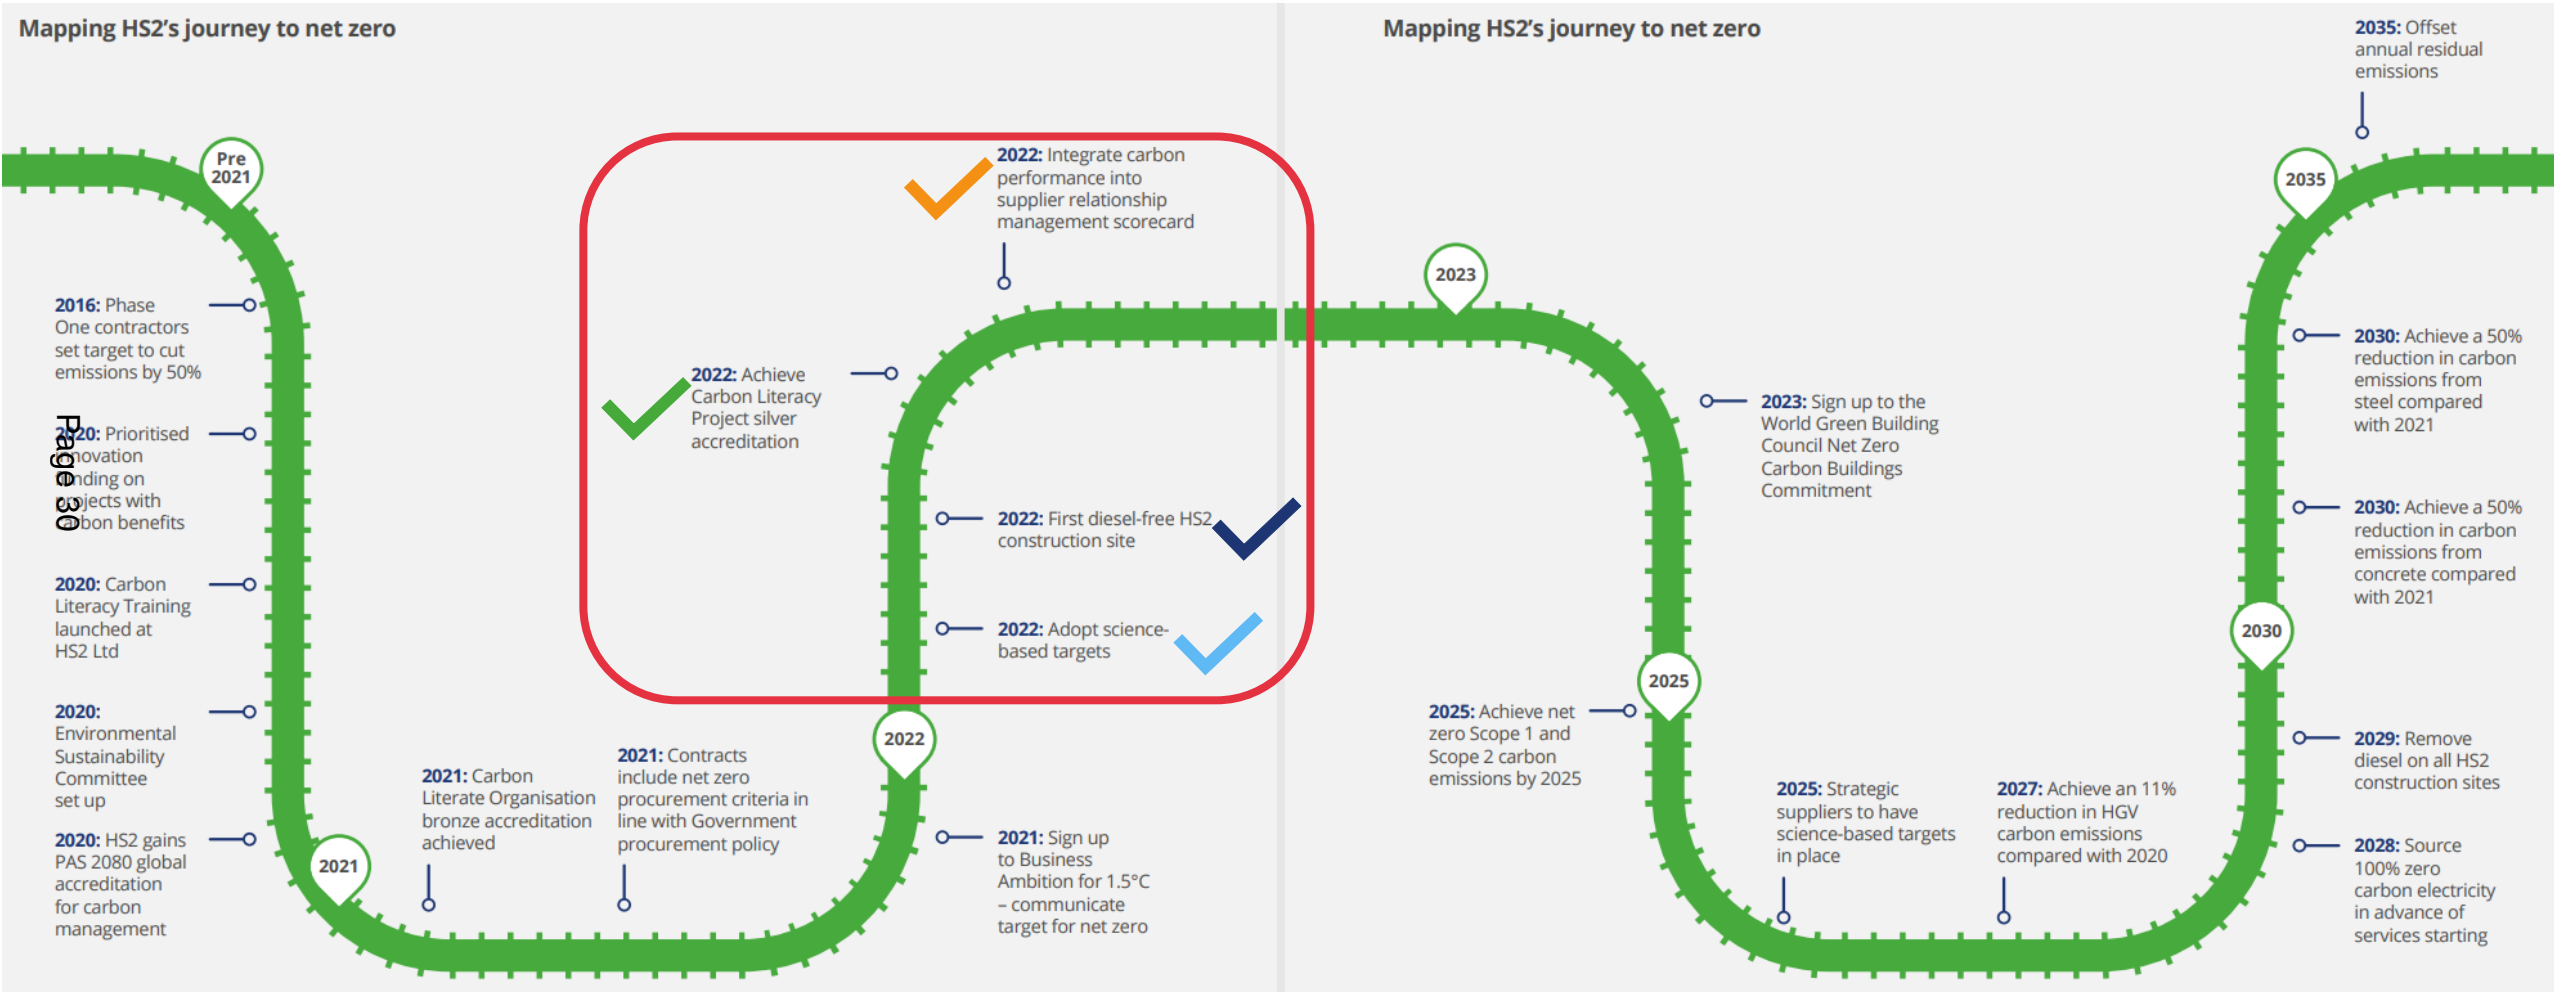 Mapping HS2's journey to net zero
Pre
2021
2016: Phase
One contractors
set target to cut
emissions by 50%
2020: Prioritised
innovation
funding on
projects with
carbon benefits
Page 30
2020: Carbon
Literacy Training
launched at
HS2 Ltd
2020:
Environmental
Sustainability
Committee
set up
2020: HS2 gains
PAS 2080 global
accreditation
for carbon
management
2021
2021: Carbon
Literate Organisation
bronze accreditation
achieved
2021: Contracts
include net zero
procurement criteria in
line with Government
procurement policy
2021: Sign up
to Business
Ambition for 1.5°C
– communicate
target for net zero
2022
2022: Adopt science-
based targets
2022: First diesel-free HS2
construction site
2022: Achieve
Carbon Literacy
Project silver
accreditation
2022: Integrate carbon
performance into
supplier relationship
management scorecard
Mapping HS2's journey to net zero
2023
2023: Sign up to the
World Green Building
Council Net Zero
Carbon Buildings
Commitment
2025
2025: Achieve net
zero Scope 1 and
Scope 2 carbon
emissions by 2025
2025: Strategic
suppliers to have
science-based targets
in place
2027: Achieve an 11%
reduction in HGV
carbon emissions
compared with 2020
2028: Source
100% zero
carbon electricity
in advance of
services starting
2029: Remove
diesel on all HS2
construction sites
2030
2030: Achieve a 50%
reduction in carbon
emissions from
concrete compared
with 2021
2030: Achieve a 50%
reduction in carbon
emissions from
steel compared
with 2021
2035
2035: Offset
annual residual
emissions